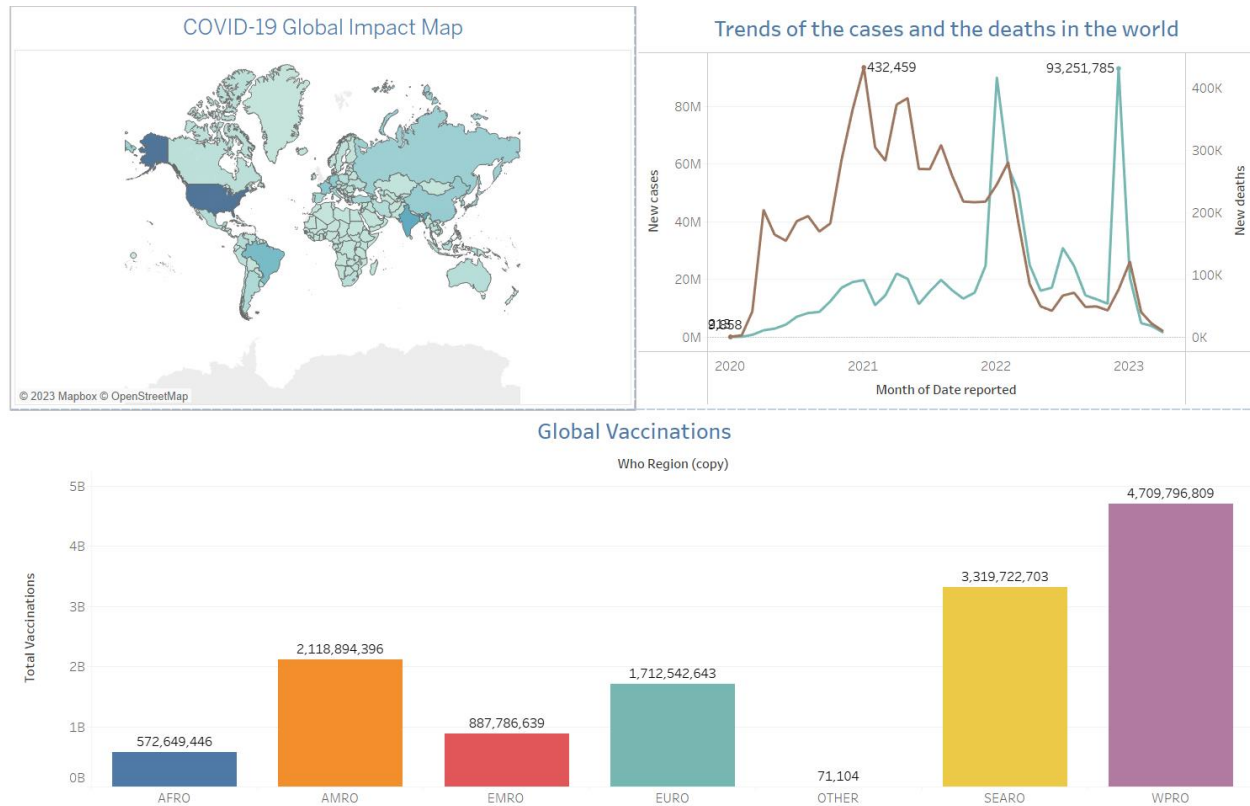 COVID-19 Global Impact Map
© 2023 Mapbox © OpenStreetMap
Trends of the cases and the deaths in the world
432,459
93,251,785
80M
60M
40M
20M
0M
New cases
400K
300K
200K
100K
0K
New deaths
2020
2021
2022
2023
Month of Date reported
Global Vaccinations
Who Region (copy)
5B
4B
3B
2B
1B
0B
Total Vaccinations
572,649,446
2,118,894,396
887,786,639
1,712,542,643
71,104
3,319,722,703
4,709,796,809
AFRO
AMRO
EMRO
EURO
OTHER
SEARO
WPRO